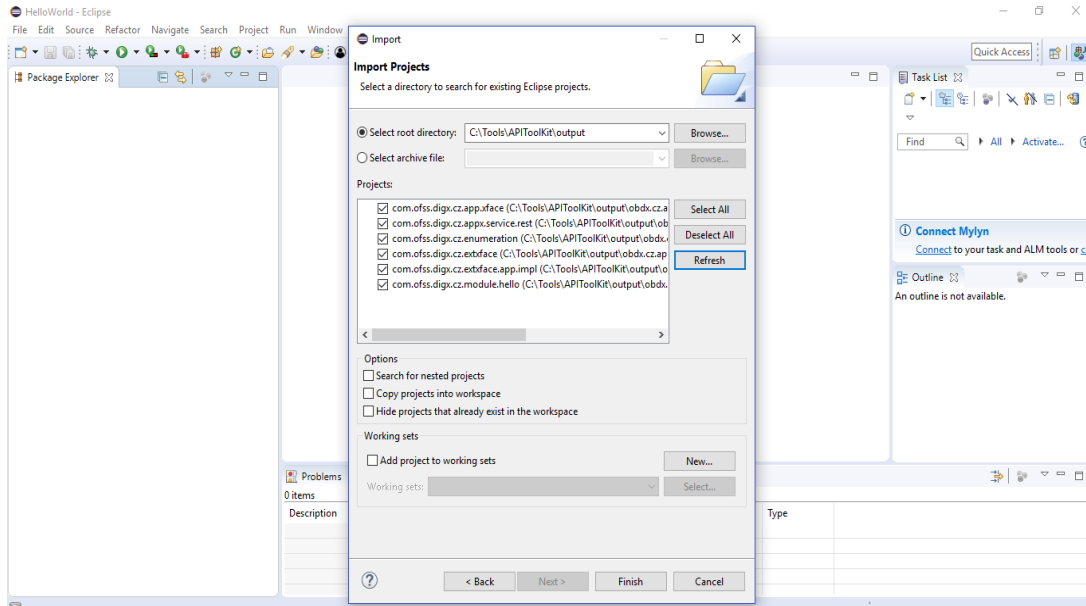 HelloWorld - Eclipse
File Edit Source Refactor Navigate Search Project Run Window
Quick Access
Package Explorer
Import
Import Projects
Select a directory to search for existing Eclipse projects.
Select root directory: C:\Tools\APIToolKit\output Browse...
Select archive file: Browse...
Projects:
com.ofss.digx.cz.app.xface (C:\Tools\APIToolKit\output\obdx.cz.a
com.ofss.digx.cz.appx.service.rest (C:\Tools\APIToolKit\output\ob
com.ofss.digx.cz.enumeration (C:\Tools\APIToolKit\output\obdx.
com.ofss.digx.cz.extxface (C:\Tools\APIToolKit\output\obdx.cz.ap
com.ofss.digx.cz.extxface.app.impl (C:\Tools\APIToolKit\output\o
com.ofss.digx.cz.module.hello (C:\Tools\APIToolKit\output\obdx.
Select All
Deselect All
Refresh
Options
Search for nested projects
Copy projects into workspace
Hide projects that already exist in the workspace
Working sets
Add project to working sets New...
Working sets: Select...
< Back Next > Finish Cancel
Task List
Find All Activate...
Connect Mylyn
Connect to your task and ALM tools or c
Outline
An outline is not available.
Problems
0 items
Description Type